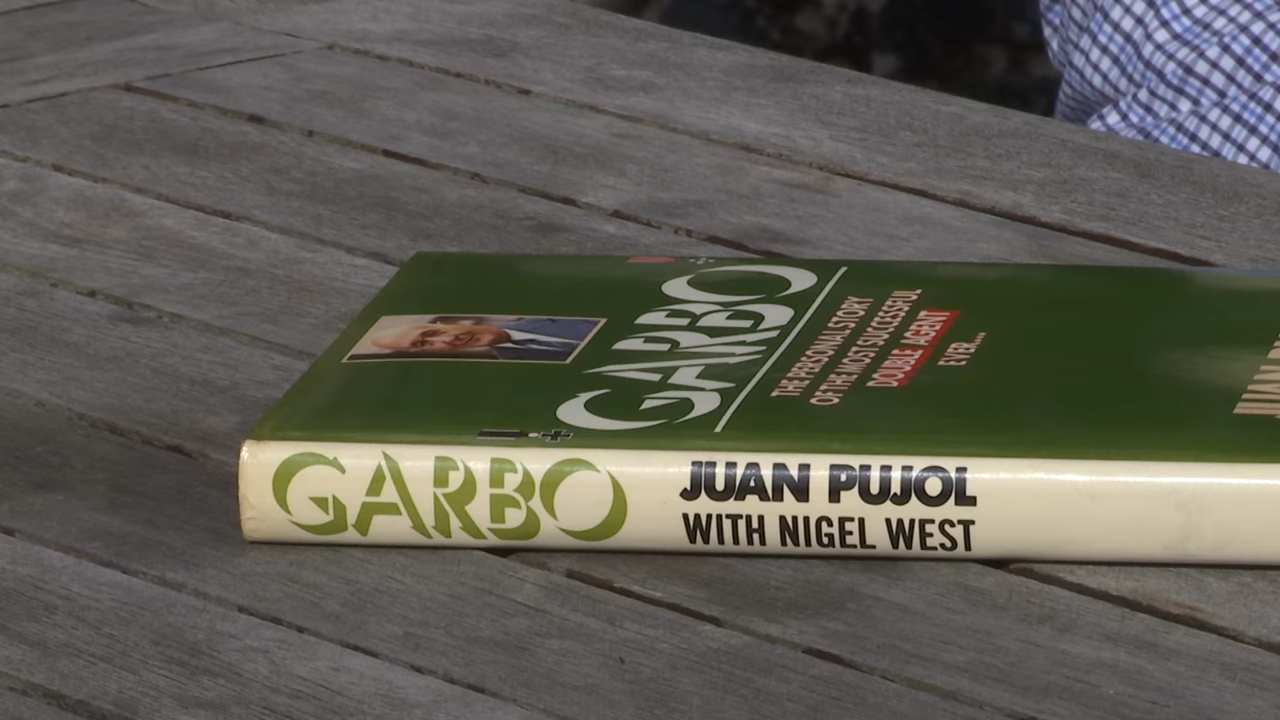 GARBO
THE PERSONAL STORY
OF THE MOST SUCCESSFUL
DOUBLE AGENT
EVER....
GARBO
JUAN PUJOL
WITH NIGEL WEST